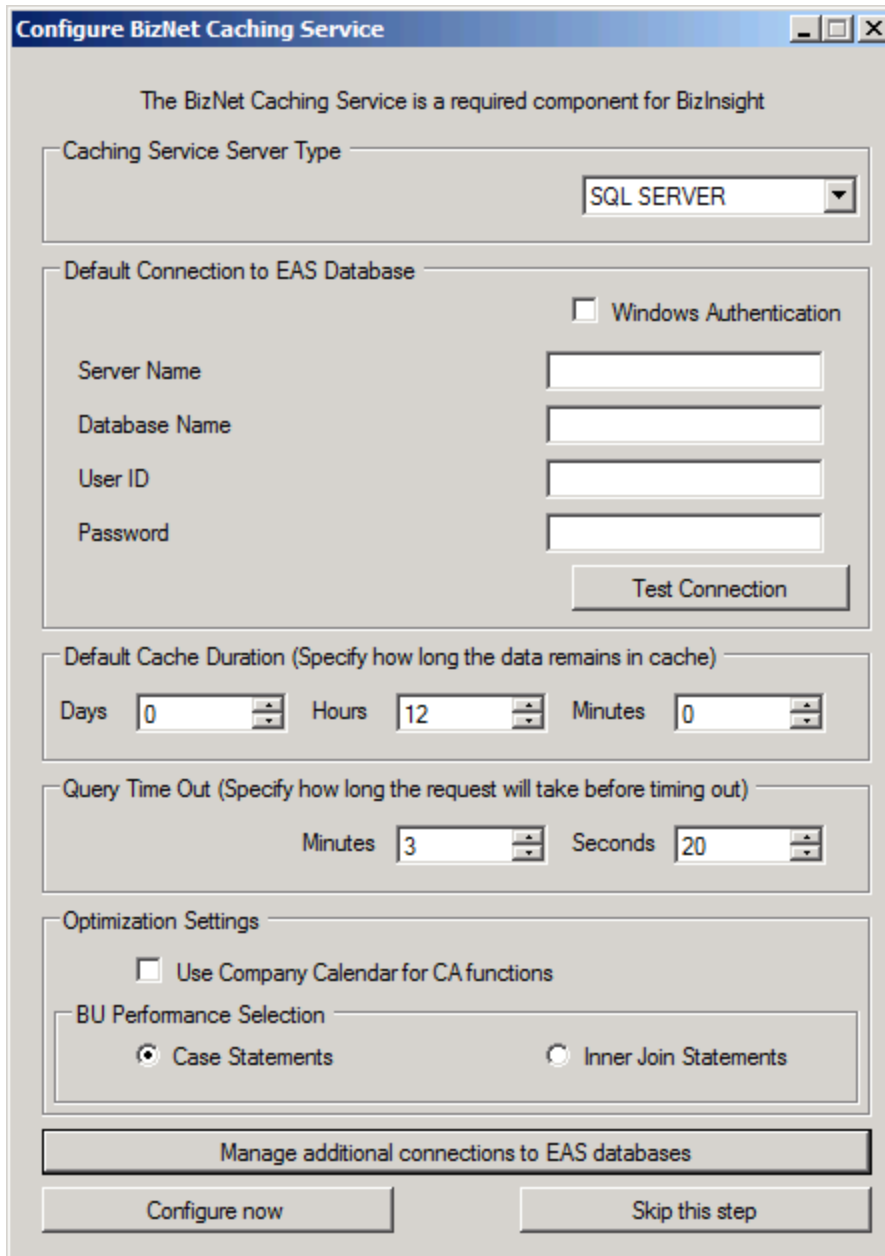 Configure BizNet Caching Service
The BizNet Caching Service is a required component for BizInsight
Caching Service Server Type
SQL SERVER
Default Connection to EAS Database
Windows Authentication
Server Name
Database Name
User ID
Password
Test Connection
Default Cache Duration (Specify how long the data remains in cache)
Days 0 Hours 12 Minutes 0
Query Time Out (Specify how long the request will take before timing out)
Minutes 3 Seconds 20
Optimization Settings
Use Company Calendar for CA functions
BU Performance Selection
Case Statements Inner Join Statements
Manage additional connections to EAS databases
Configure now Skip this step